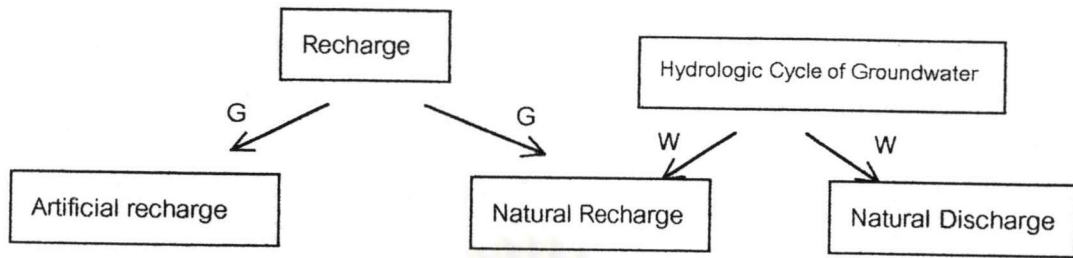 Recharge
Hydrologic Cycle of Groundwater
G
G
W
W
Artificial recharge
Natural Recharge
Natural Discharge